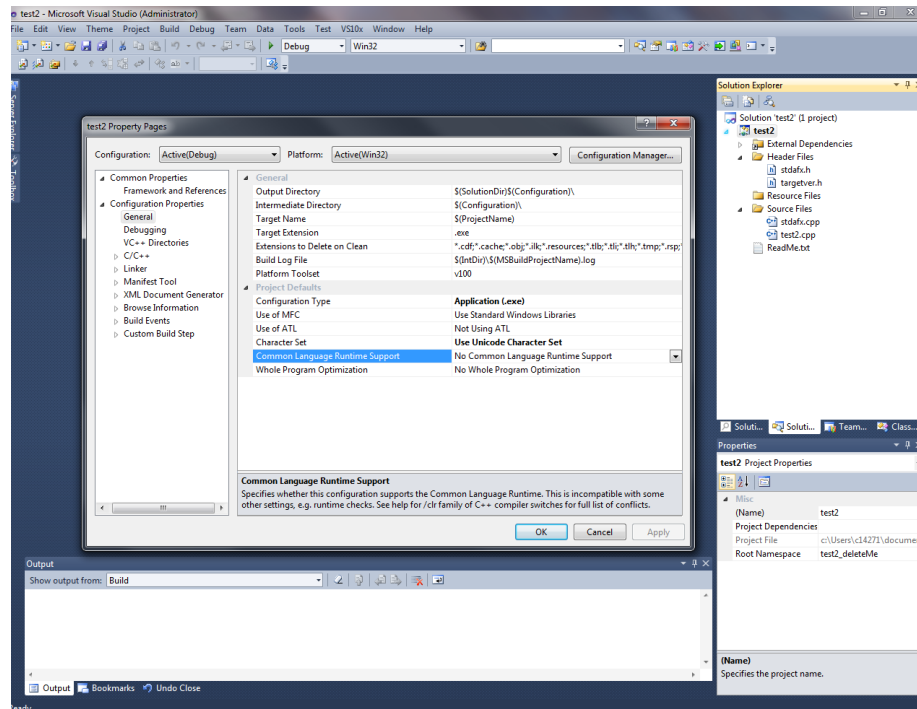 test2 - Microsoft Visual Studio (Administrator)
File Edit View Theme Project Build Debug Team Data Tools Test VS10x Window Help
Debug Win32
Server Explorer
Toolbox
test2 Property Pages
Configuration: Active(Debug) Platform: Active(Win32) Configuration Manager...
Common Properties
Framework and References
Configuration Properties
General
Debugging
VC++ Directories
C/C++
Linker
Manifest Tool
XML Document Generator
Browse Information
Build Events
Custom Build Step
General
Output Directory $(SolutionDir)$(Configuration)\
Intermediate Directory $(Configuration)\
Target Name $(ProjectName)
Target Extension .exe
Extensions to Delete on Clean *.cdf;*.cache;*.obj;*.ilk;*.resources;*.tlb;*.tli;*.tlh;*.tmp;*.rsp;
Build Log File $(IntDir)\$(MSBuildProjectName).log
Platform Toolset v100
Project Defaults
Configuration Type Application (.exe)
Use of MFC Use Standard Windows Libraries
Use of ATL Not Using ATL
Character Set Use Unicode Character Set
Common Language Runtime Support No Common Language Runtime Support
Whole Program Optimization No Whole Program Optimization
Common Language Runtime Support
Specifies whether this configuration supports the Common Language Runtime. This is incompatible with some
other settings, e.g. runtime checks. See help for /clr family of C++ compiler switches for full list of conflicts.
OK Cancel Apply
Solution Explorer
Solution 'test2' (1 project)
test2
External Dependencies
Header Files
stdafx.h
targetver.h
Resource Files
Source Files
stdafx.cpp
test2.cpp
ReadMe.txt
Soluti... Soluti... Team... Class...
Properties
test2 Project Properties
Misc
(Name) test2
Project Dependencies
Project File c:\Users\c14271\docume
Root Namespace test2_deleteMe
(Name)
Specifies the project name.
Output
Show output from: Build
Output Bookmarks Undo Close
Ready